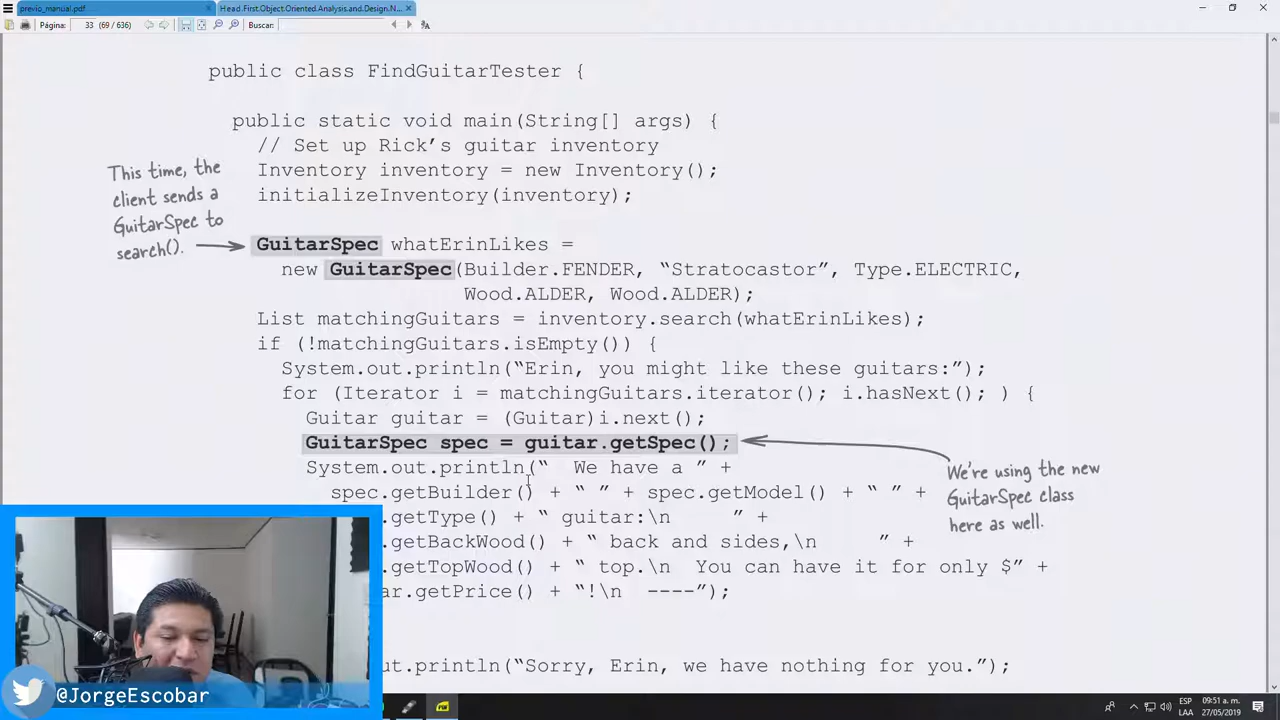 previo_manual.pdf
Head.First.Object.Oriented.Analysis.and.Design.N...
Página:
33 (69 / 636)
Buscar:
public class FindGuitarTester {
public static void main(String[] args) {
// Set up Rick’s guitar inventory
Inventory inventory = new Inventory();
initializeInventory(inventory);
This time, the
client sends a
GuitarSpec to
search().
GuitarSpec whatErinLikes =
new GuitarSpec(Builder.FENDER, “Stratocastor”, Type.ELECTRIC,
Wood.ALDER, Wood.ALDER);
List matchingGuitars = inventory.search(whatErinLikes);
if (!matchingGuitars.isEmpty()) {
System.out.println(“Erin, you might like these guitars:”);
for (Iterator i = matchingGuitars.iterator(); i.hasNext(); ) {
Guitar guitar = (Guitar)i.next();
GuitarSpec spec = guitar.getSpec();
System.out.println(“  We have a ” +
spec.getBuilder() + “ ” + spec.getModel() + “ ” +
.getType() + “ guitar:\n      ” +
.getBackWood() + “ back and sides,\n     ” +
.getTopWood() + “ top.\n  You can have it for only $” +
ar.getPrice() + “!\n  ----”);
We’re using the new
GuitarSpec class
here as well.
ut.println(“Sorry, Erin, we have nothing for you.”);
@JorgeEscobar
ESP
LAA
09:51 a. m.
27/05/2019